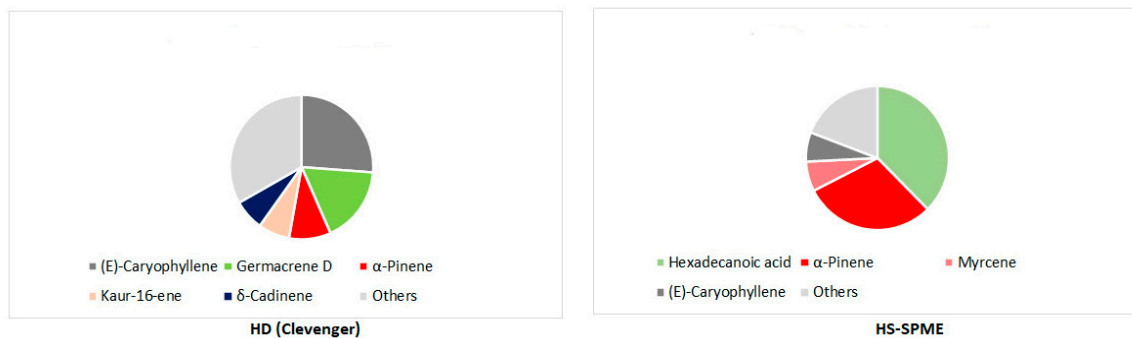 (E)-Caryophyllene Germacrene D α-Pinene
Kaur-16-ene δ-Cadinene Others
HD (Clevenger)
Hexadecanoic acid α-Pinene Myrcene
(E)-Caryophyllene Others
HS-SPME